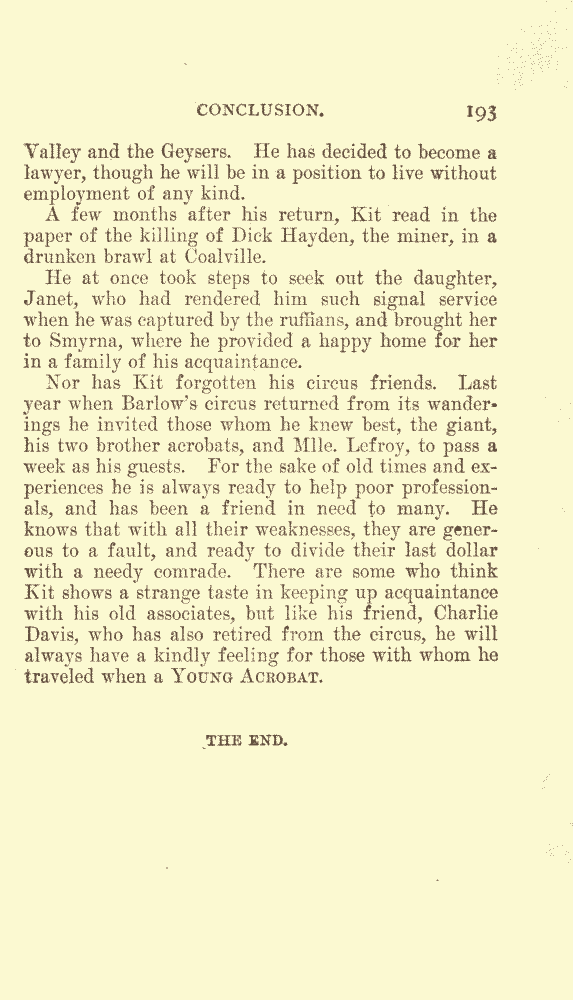 CONCLUSION. 193
Valley and the Geysers. He has decided to become a
lawyer, though he will be in a position to live without
employment of any kind.
A few months after his return, Kit read in the
paper of the killing of Dick Hayden, the miner, in a
drunken brawl at Coalville.
He at once took steps to seek out the daughter,
Janet, who had rendered him such signal service
when he was captured by the ruffians, and brought her
to Smyrna, where he provided a happy home for her
in a family of his acquaintance.
Nor has Kit forgotten his circus friends. Last
year when Barlow's circus returned from its wander-
ings he invited those whom he knew best, the giant,
his two brother acrobats, and Mlle. Lefroy, to pass a
week as his guests. For the sake of old times and ex-
periences he is always ready to help poor profession-
als, and has been a friend in need to many. He
knows that with all their weaknesses, they are gener-
ous to a fault, and ready to divide their last dollar
with a needy comrade. There are some who think
Kit shows a strange taste in keeping up acquaintance
with his old associates, but like his friend, Charlie
Davis, who has also retired from the circus, he will
always have a kindly feeling for those with whom he
traveled when a YOUNG ACROBAT.
THE END.